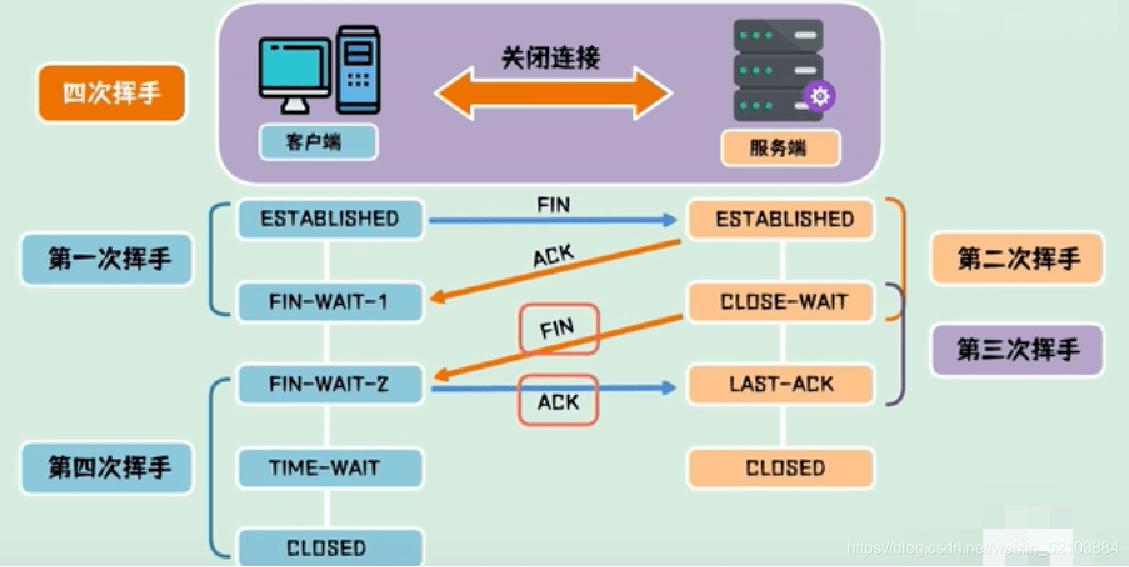 四次挥手
关闭连接
客户端
服务端
ESTABLISHED
FIN
ESTABLISHED
第一次挥手
ACK
第二次挥手
FIN-WAIT-1
CLOSE-WAIT
FIN
第三次挥手
FIN-WAIT-2
ACK
LAST-ACK
第四次挥手
TIME-WAIT
CLOSED
CLOSED
https://blog.csdn.net/weixin_52109884